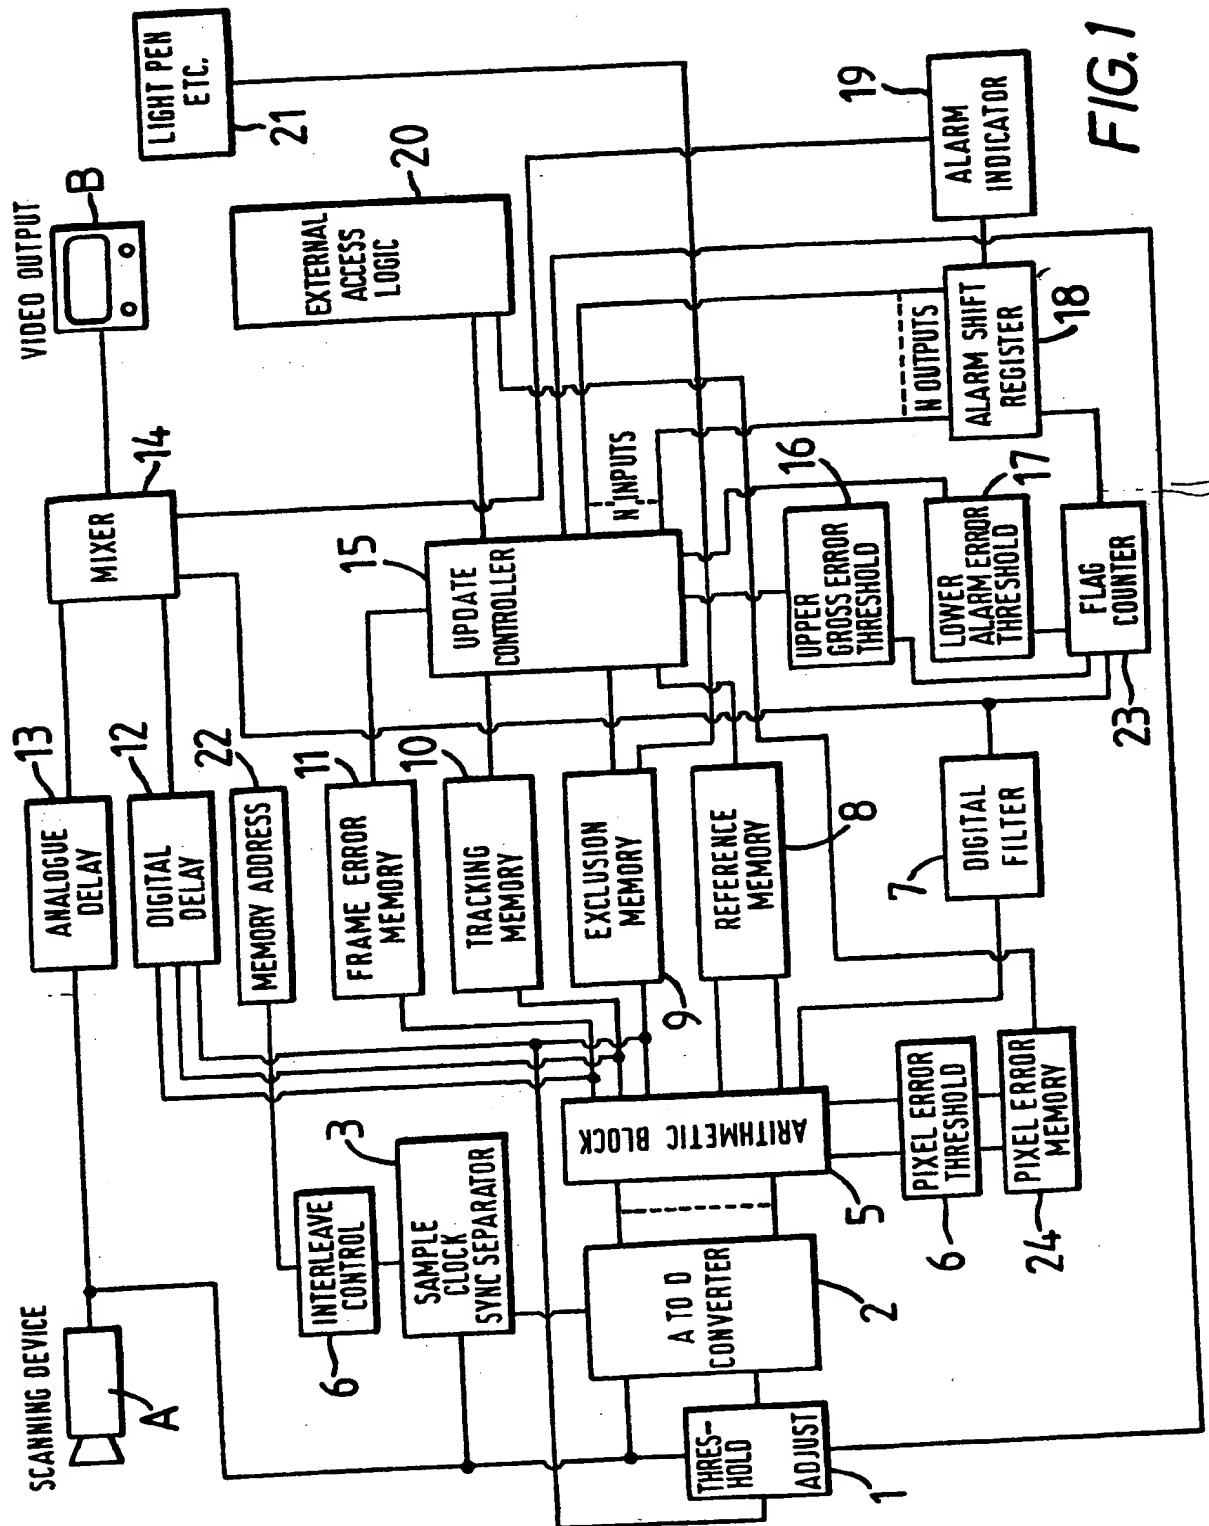 SCANNING DEVICE
A
VIDEO OUTPUT
B
LIGHT PEN
ETC.
21
ANALOGUE
DELAY
13
MIXER
14
DIGITAL
DELAY
12
MEMORY ADDRESS
22
EXTERNAL
ACCESS
LOGIC
20
INTERLEAVE
CONTROL
6
SAMPLE
CLOCK
SYNC SEPARATOR
3
FRAME ERROR
MEMORY
11
TRACKING
MEMORY
10
EXCLUSION
MEMORY
9
REFERENCE
MEMORY
8
UPDATE
CONTROLLER
15
N INPUTS
A TO D
CONVERTER
2
ARITHMETIC BLOCK
5
THRES-
HOLD
ADJUST
1
PIXEL ERROR
THRESHOLD
6
PIXEL ERROR
MEMORY
24
DIGITAL
FILTER
7
UPPER
GROSS ERROR
THRESHOLD
16
LOWER
ALARM ERROR
THRESHOLD
17
FLAG
COUNTER
23
N OUTPUTS
ALARM SHIFT
REGISTER
18
ALARM
INDICATOR
19
FIG.1